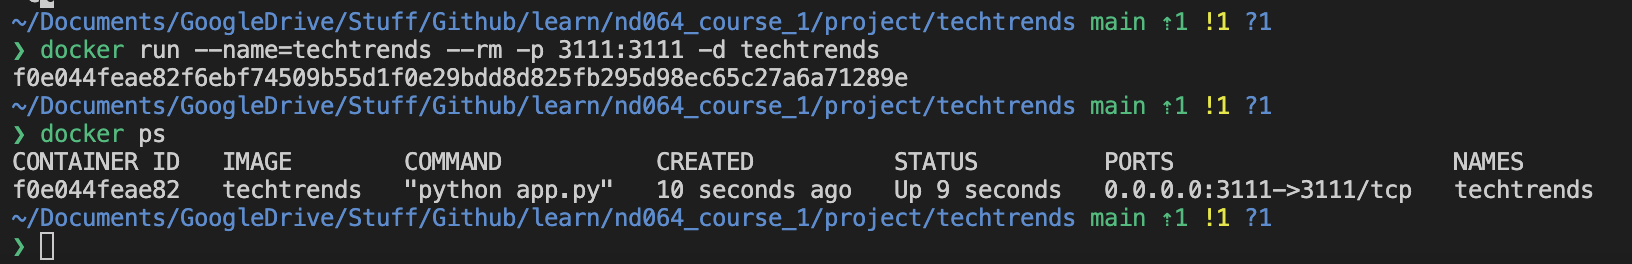 ~/Documents/GoogleDrive/Stuff/Github/learn/nd064_course_1/project/techtrends main ⇡1 !1 ?1
❯ docker run --name=techtrends --rm -p 3111:3111 -d techtrends
f0e044feae82f6ebf74509b55d1f0e29bdd8d825fb295d98ec65c27a6a71289e
~/Documents/GoogleDrive/Stuff/Github/learn/nd064_course_1/project/techtrends main ⇡1 !1 ?1
❯ docker ps
CONTAINER ID   IMAGE        COMMAND           CREATED          STATUS         PORTS                    NAMES
f0e044feae82   techtrends   "python app.py"   10 seconds ago   Up 9 seconds   0.0.0.0:3111->3111/tcp   techtrends
~/Documents/GoogleDrive/Stuff/Github/learn/nd064_course_1/project/techtrends main ⇡1 !1 ?1
❯